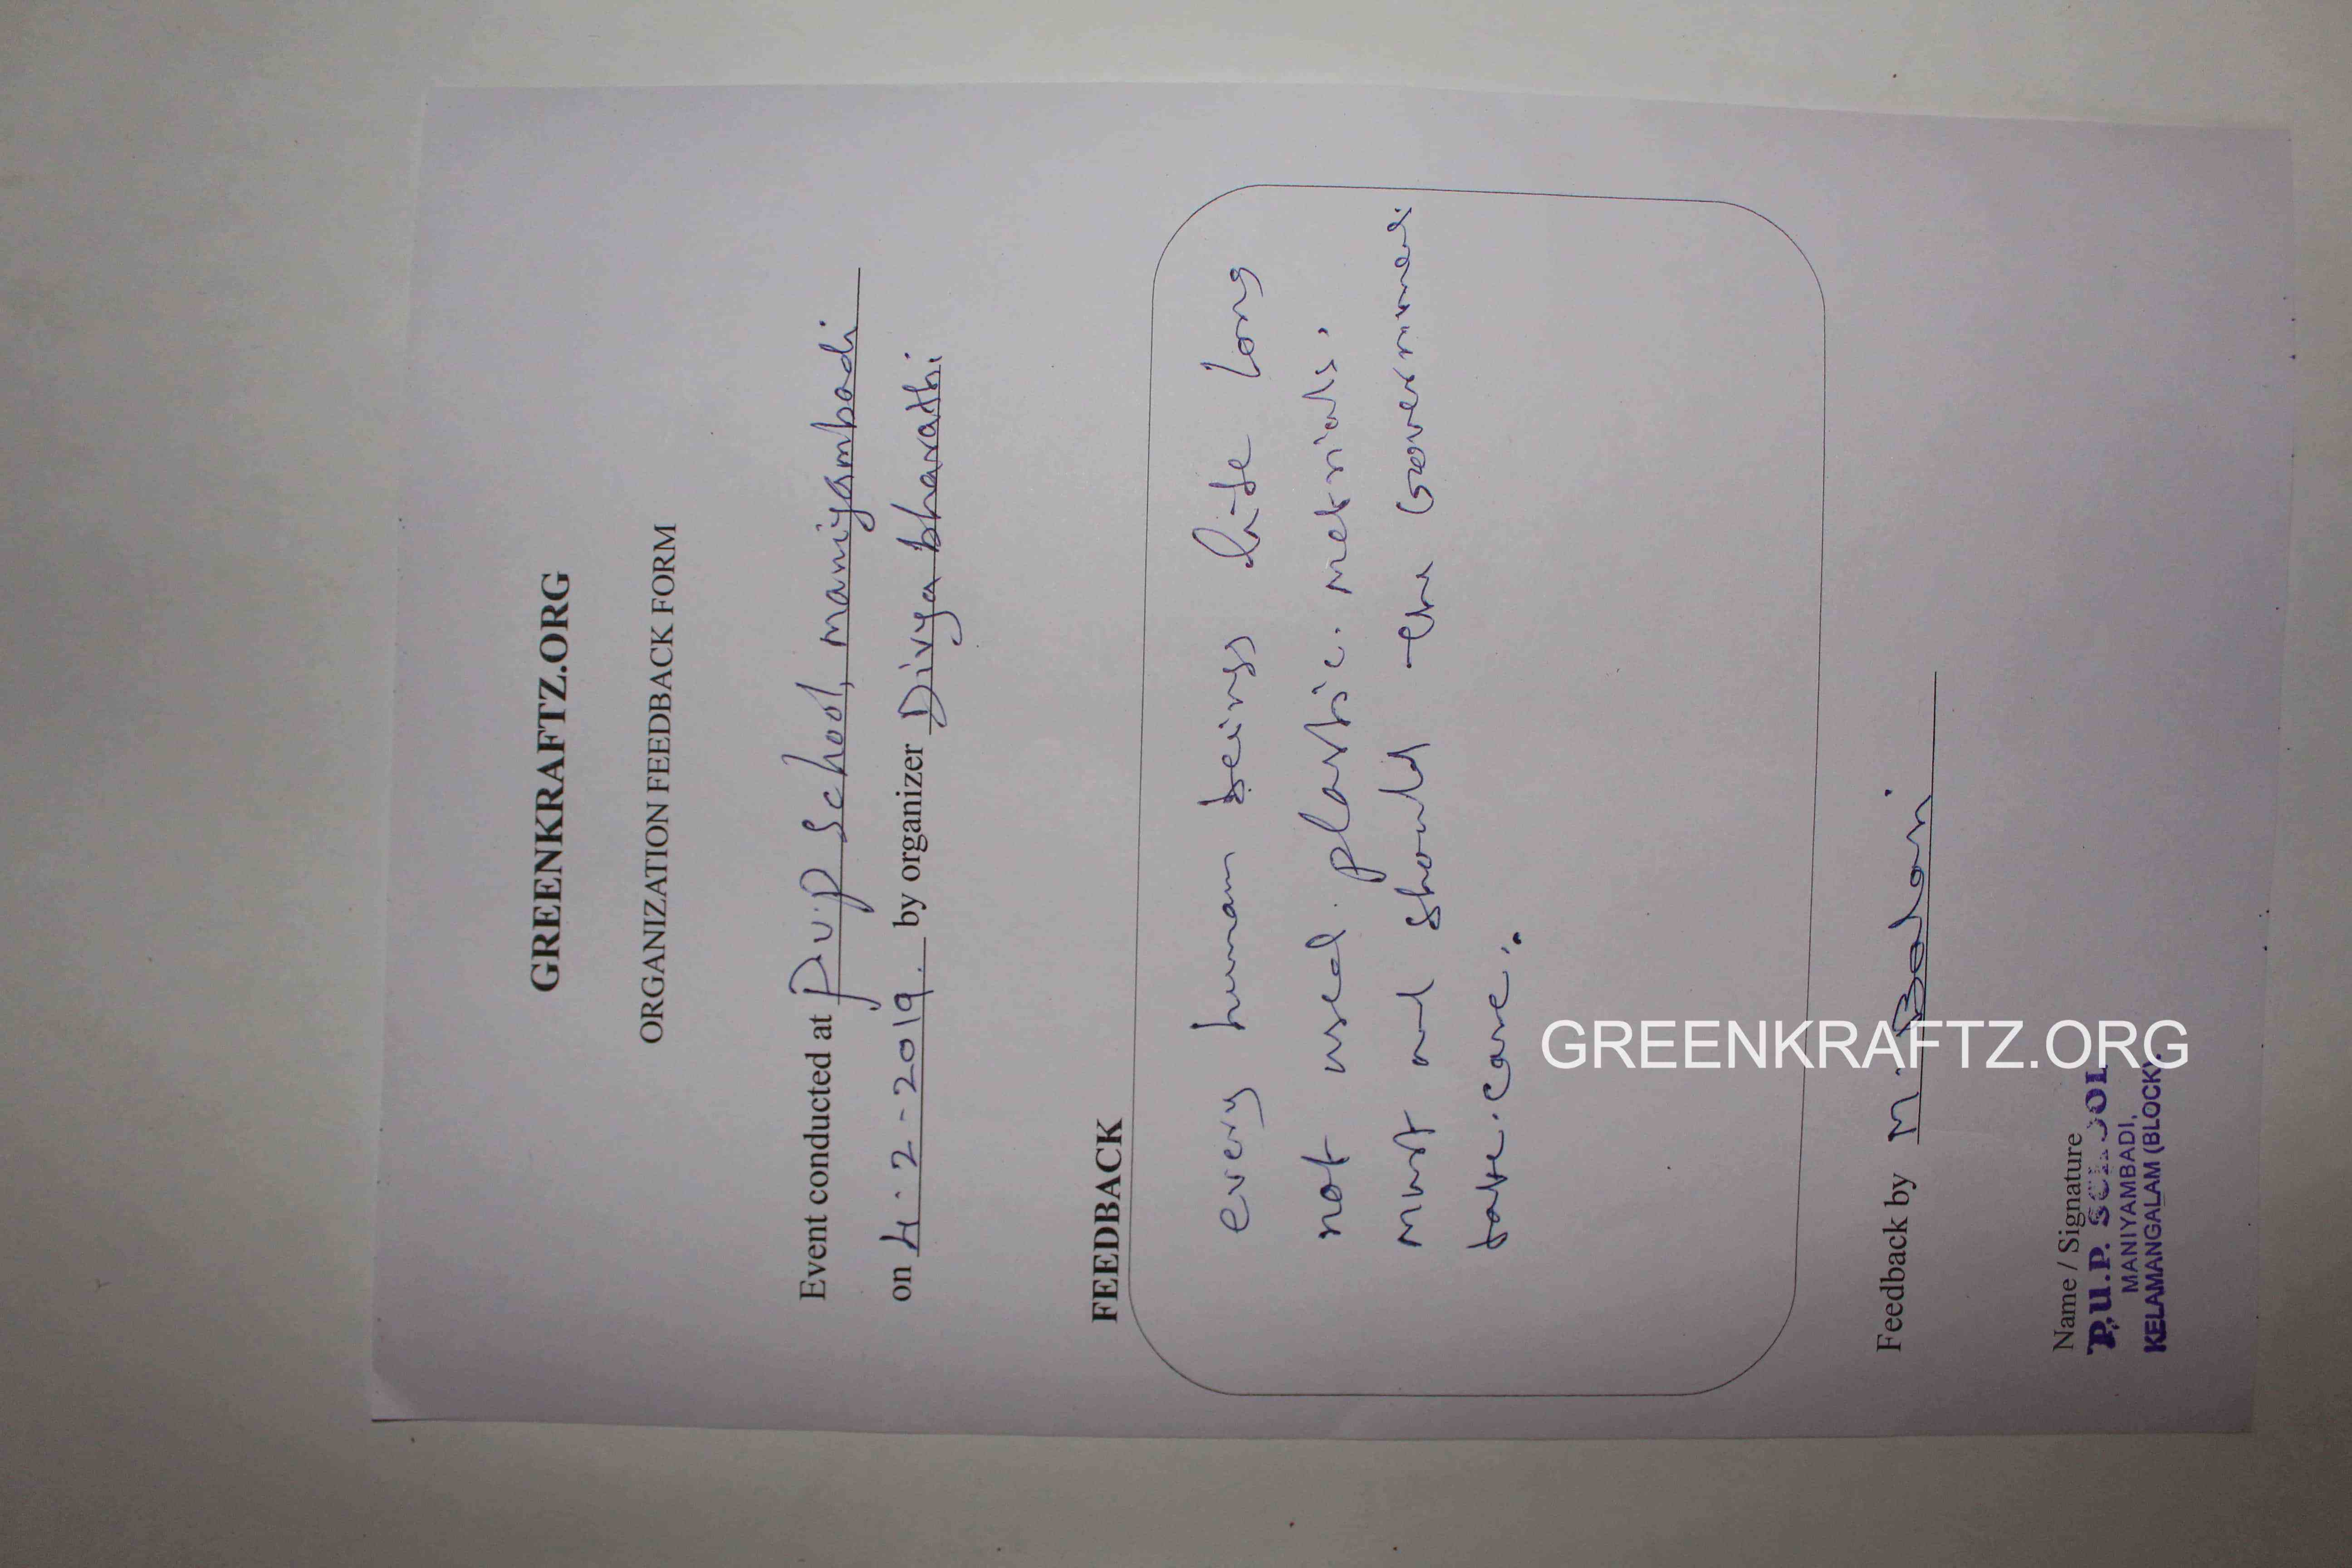 GREENKRAFTZ.ORG
ORGANIZATION FEEDBACK FORM
Event conducted at P.u.p school, maniyambadi
on 4.2-2019. by organizer Divya bharathi
FEEDBACK
every human beings life long
not used. plastic. metrials.
must and should the Government
take.care.
Feedback by M.
Name / Signature
P.U.P. SCHOOL
MANIYAMBADI,
KELAMANGALAM (BLOCK).
GREENKRAFTZ.ORG